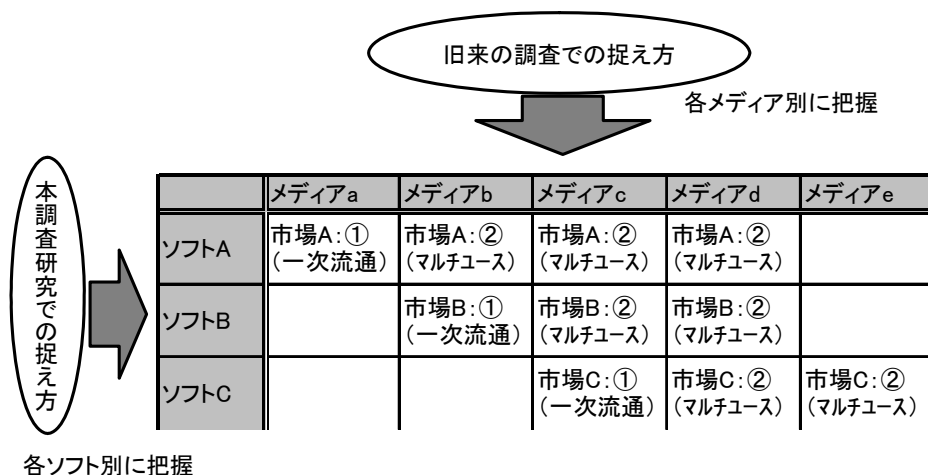 旧来の調査での捉え方
各メディア別に把握
本調査研究での捉え方
メディアa メディアb メディアc メディアd メディアe
ソフトA
市場A:① 市場A:② 市場A:② 市場A:②
(一次流通) (マルチユース) (マルチユース) (マルチユース)
ソフトB
市場B:① 市場B:② 市場B:②
(一次流通) (マルチユース) (マルチユース)
ソフトC
市場C:① 市場C:② 市場C:②
(一次流通) (マルチユース) (マルチユース)
各ソフト別に把握